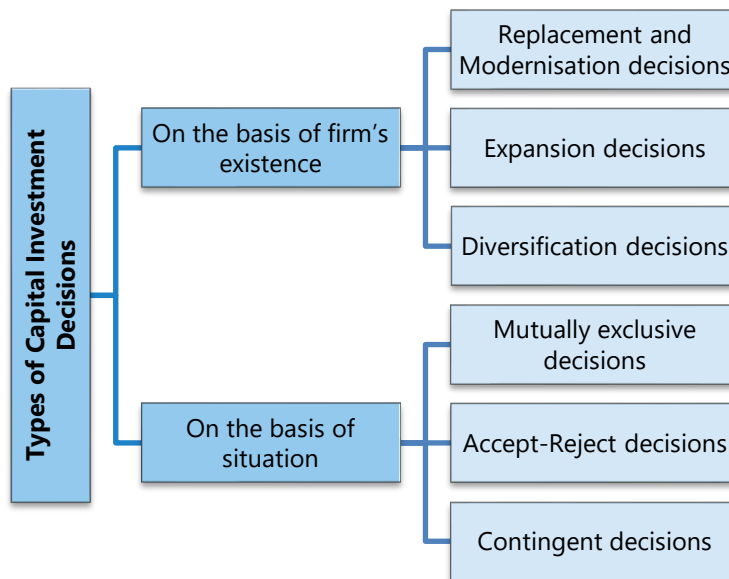 Types of Capital Investment
Decisions
On the basis of firm's
existence
Replacement and
Modernisation decisions
Expansion decisions
Diversification decisions
On the basis of
situation
Mutually exclusive
decisions
Accept-Reject decisions
Contingent decisions